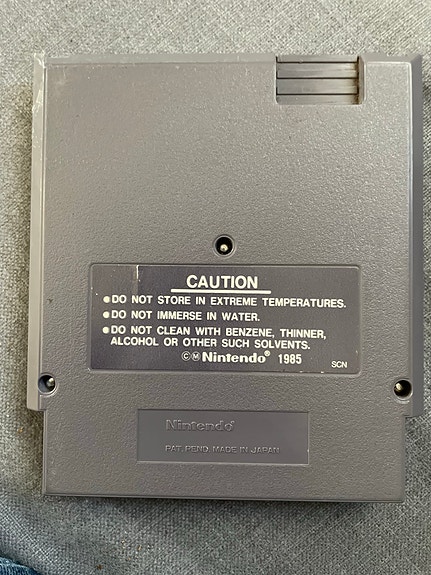 CAUTION
●DO NOT STORE IN EXTREME TEMPERATURES.
●DO NOT IMMERSE IN WATER.
●DO NOT CLEAN WITH BENZENE, THINNER,
ALCOHOL OR OTHER SUCH SOLVENTS.
©Ⓜ Nintendo® 1985
SCN
Nintendo®
PAT. PEND. MADE IN JAPAN